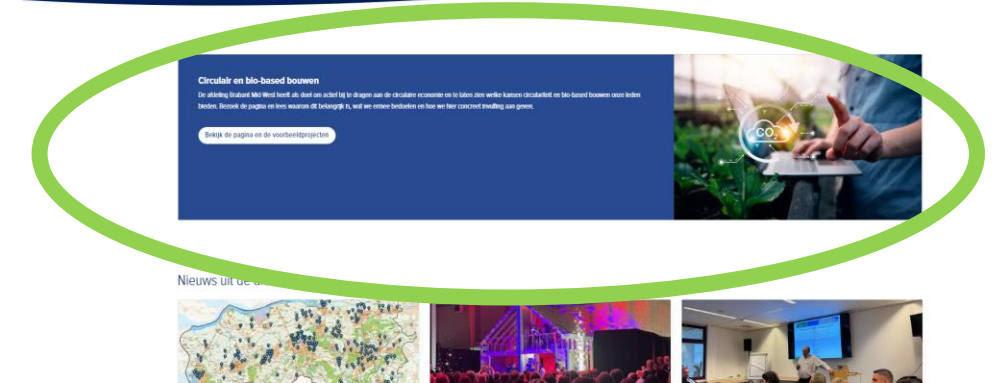 Circulair en bio-based bouwen
De afdeling Brabant Mid-West heeft als doel om actief bij te dragen aan de circulaire economie en te laten zien welke kansen circulariteit en bio-based bouwen onze leden
bieden. Bezoek de pagina en lees waarom dit belangrijk is, wat we ermee bedoelen en hoe we hier concreet invulling aan geven.
Bekijk de pagina en de voorbeeldprojecten
CO₂
Nieuws uit de